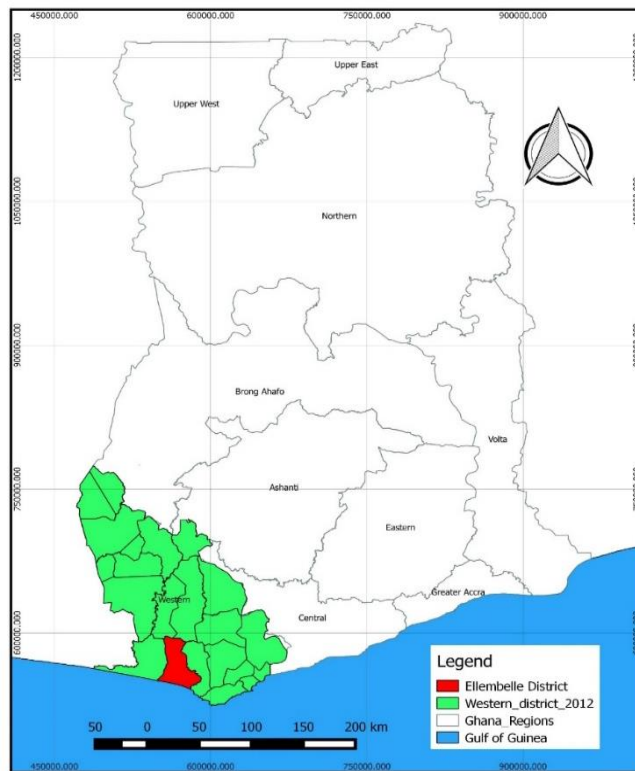 450000.000 600000.000 750000.000 900000.000
1200000.000
Upper East
Upper West
1050000.000
Northern
900000.000
Brong Ahafo
Volta
750000.000
Ashanti
Eastern
Western
Greater Accra
Central
600000.000
Legend
Ellembelle District
Western_district_2012
Ghana_Regions
Gulf of Guinea
50 0 50 100 150 200 km
450000.000 600000.000 750000.000 900000.000